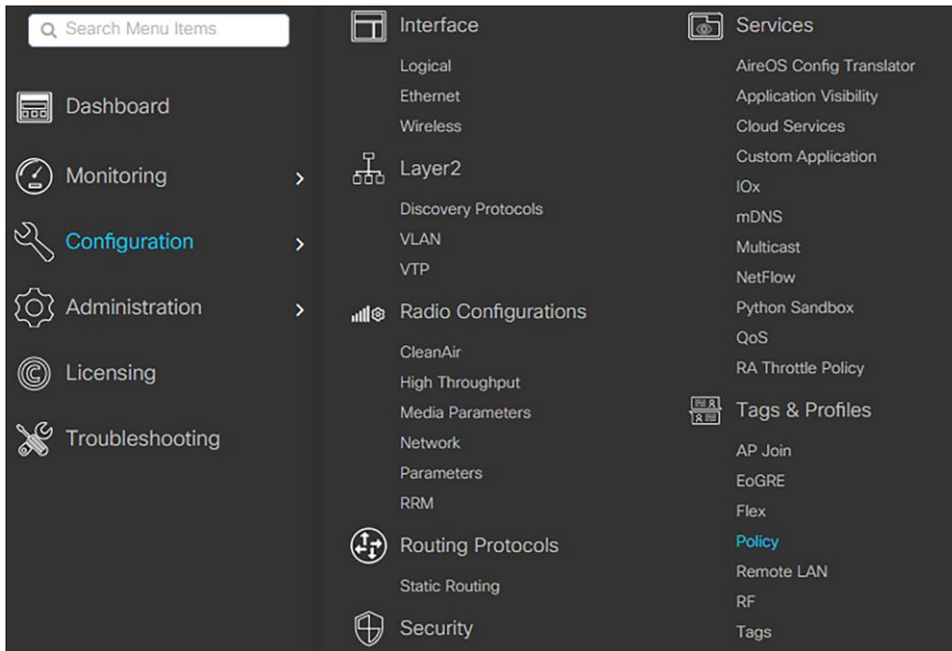 Search Menu Items
Dashboard
Monitoring
Configuration
Administration
Licensing
Troubleshooting
Interface
Logical
Ethernet
Wireless
Layer2
Discovery Protocols
VLAN
VTP
Radio Configurations
CleanAir
High Throughput
Media Parameters
Network
Parameters
RRM
Routing Protocols
Static Routing
Security
Services
AireOS Config Translator
Application Visibility
Cloud Services
Custom Application
IOx
mDNS
Multicast
NetFlow
Python Sandbox
QoS
RA Throttle Policy
Tags & Profiles
AP Join
EoGRE
Flex
Policy
Remote LAN
RF
Tags